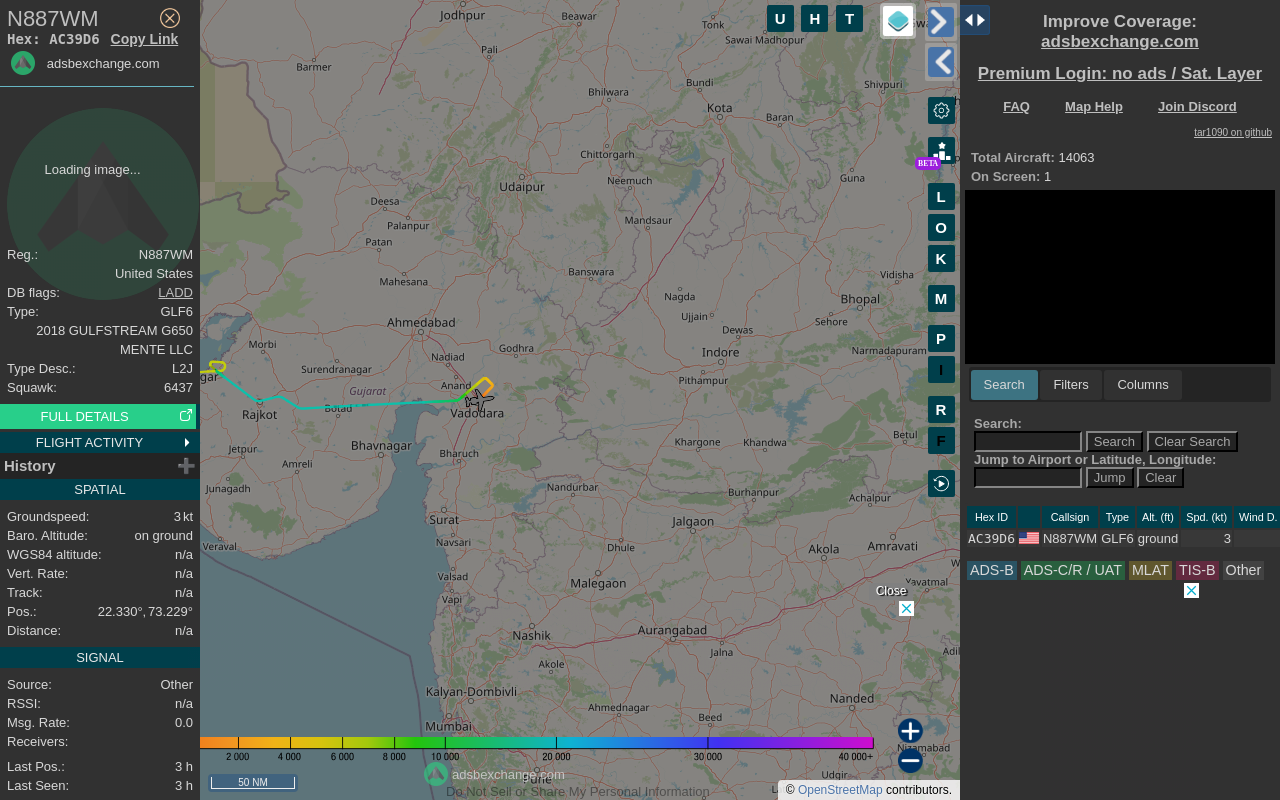 N887WM
Hex: AC39D6 Copy Link
adsbexchange.com
Loading image...
Reg.: N887WM
United States
DB flags: LADD
Type: GLF6
2018 GULFSTREAM G650
MENTE LLC
Type Desc.: L2J
Squawk: 6437
FULL DETAILS
FLIGHT ACTIVITY
History
SPATIAL
Groundspeed: 3 kt
Baro. Altitude: on ground
WGS84 altitude: n/a
Vert. Rate: n/a
Track: n/a
Pos.: 22.330°, 73.229°
Distance: n/a
SIGNAL
Source: Other
RSSI: n/a
Msg. Rate: 0.0
Receivers:
Last Pos.: 3 h
Last Seen: 3 h
Jodhpur
Beawar
Tonk
Sawai Madhopur
Pali
Barmer
Bundi
Shivpuri
Bhilwara
Kota
Baran
Chittorgarh
Udaipur
Neemuch
Guna
Deesa
Palanpur
Mandsaur
Patan
Mahesana
Banswara
Vidisha
Nagda
Bhopal
Ujjain
Sehore
Ahmedabad
Dewas
Morbi
Godhra
Indore
Narmadapuram
Nadiad
Surendranagar
Pithampur
Anand
Gujarat
gar
Rajkot
Botad
Vadodara
Betul
Bhavnagar
Khargone
Khandwa
Jetpur
Bharuch
Amreli
Junagadh
Nandurbar
Burhanpur
Achalpur
Surat
Jalgaon
Navsari
Veraval
Dhule
Akola
Amravati
Valsad
Malegaon
Yavatmal
Vapi
Nashik
Aurangabad
Jalna
Akole
Adil
Kalyan-Dombivli
Ahmednagar
Nanded
Beed
Mumbai
Nizamabad
Pune
Udgir
U H T
L
O
K
M
P
I
R
F
BETA
Close
2 000 4 000 6 000 8 000 10 000 20 000 30 000 40 000+
50 NM
adsbexchange.com
Do Not Sell or Share My Personal Information
© OpenStreetMap contributors.
Improve Coverage:
adsbexchange.com
Premium Login: no ads / Sat. Layer
FAQ Map Help Join Discord
tar1090 on github
Total Aircraft: 14063
On Screen: 1
Search Filters Columns
Search:
Search Clear Search
Jump to Airport or Latitude, Longitude:
Jump Clear
Hex ID Callsign Type Alt. (ft) Spd. (kt) Wind D.
AC39D6 N887WM GLF6 ground 3
ADS-B ADS-C/R / UAT MLAT TIS-B Other